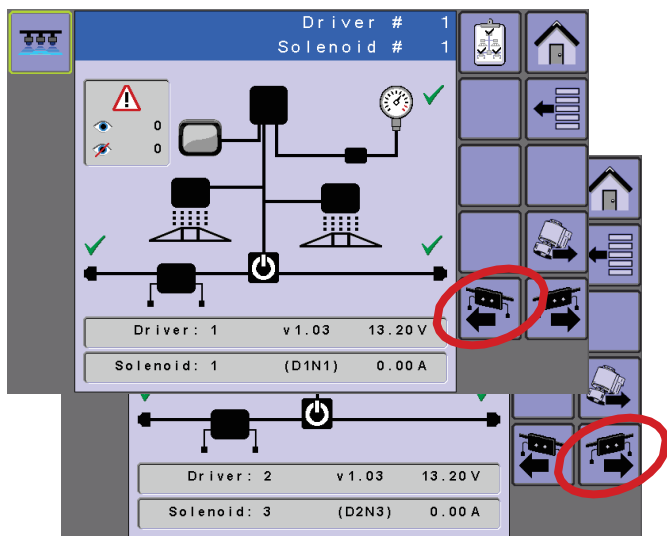 Driver # 1
Solenoid # 1
0
0
Driver: 1 v1.03 13.20V
Solenoid: 1 (D1N1) 0.00A
Driver: 2 v1.03 13.20V
Solenoid: 3 (D2N3) 0.00A